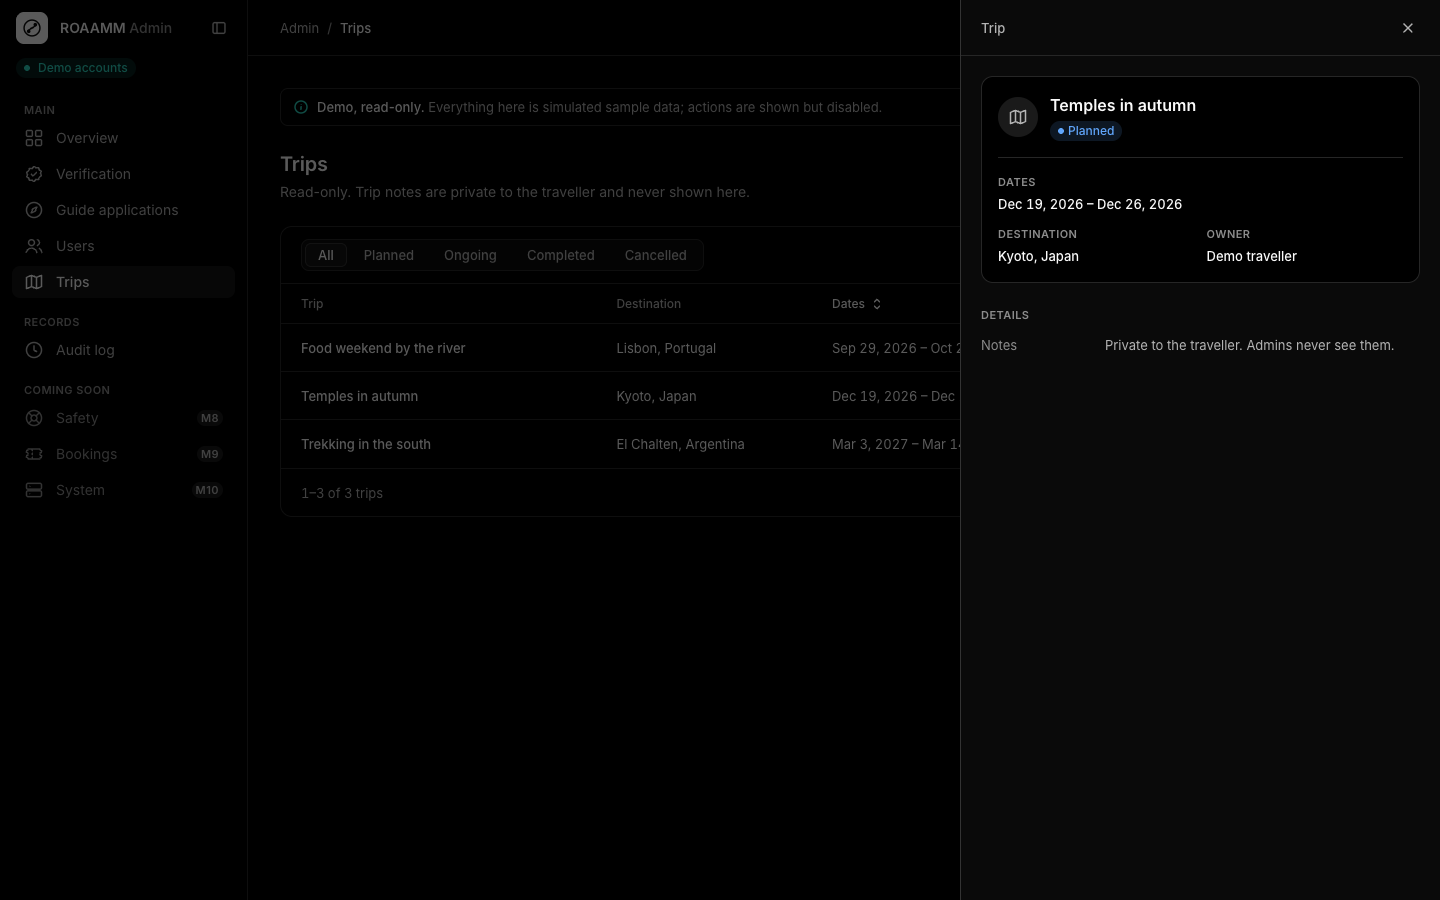 ROAAMM Admin
Demo accounts
MAIN
Overview
Verification
Guide applications
Users
Trips
RECORDS
Audit log
COMING SOON
Safety M8
Bookings M9
System M10
Admin / Trips
Demo, read-only. Everything here is simulated sample data; actions are shown but disabled.
Trips
Read-only. Trip notes are private to the traveller and never shown here.
All Planned Ongoing Completed Cancelled
Trip Destination Dates
Food weekend by the river Lisbon, Portugal Sep 29, 2026 – Oct
Temples in autumn Kyoto, Japan Dec 19, 2026 – Dec
Trekking in the south El Chalten, Argentina Mar 3, 2027 – Mar
1–3 of 3 trips
Trip
Temples in autumn
Planned
DATES
Dec 19, 2026 – Dec 26, 2026
DESTINATION OWNER
Kyoto, Japan Demo traveller
DETAILS
Notes Private to the traveller. Admins never see them.